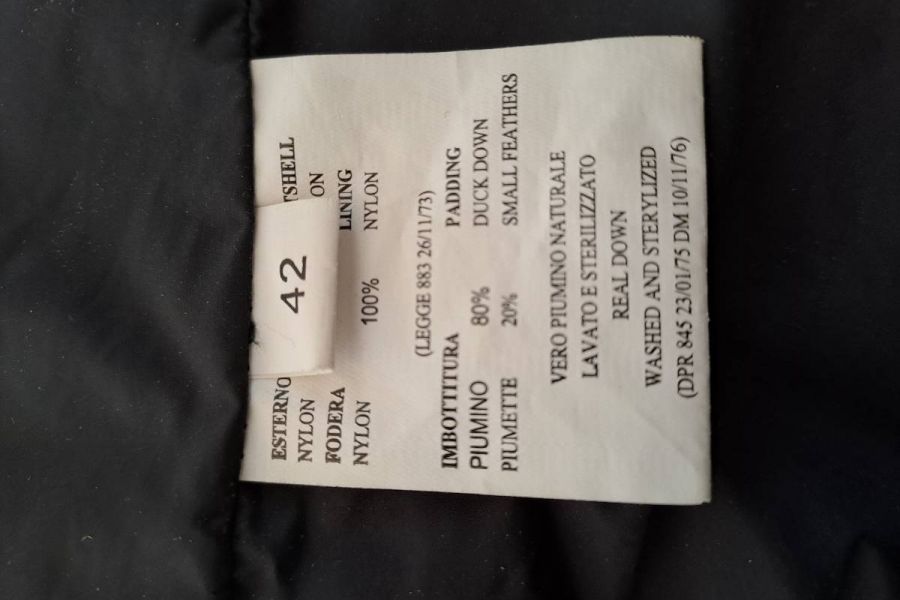 42
ESTERNO TSHELL
NYLON ON
FODERA LINING
NYLON 100% NYLON
(LEGGE 883 26/11/73)
IMBOTTITURA PADDING
PIUMINO 80% DUCK DOWN
PIUMETTE 20% SMALL FEATHERS
VERO PIUMINO NATURALE
LAVATO E STERILIZZATO
REAL DOWN
WASHED AND STERYLIZED
(DPR 845 23/01/75 DM 10/11/76)